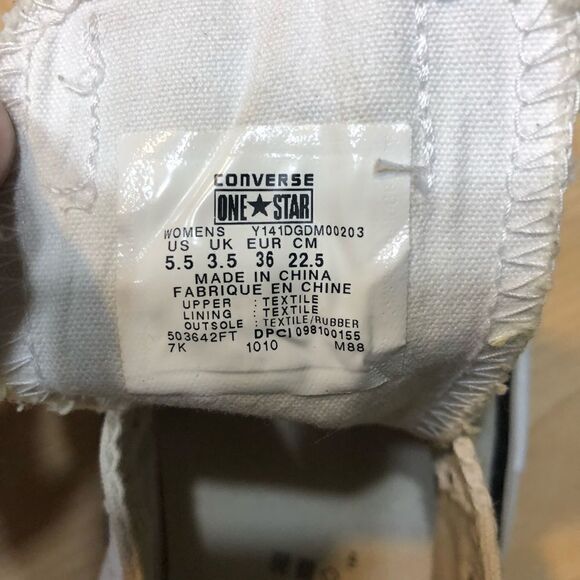 CONVERSE
ONE★STAR
WOMENS Y141DGDM00203
US UK EUR CM
5.5 3.5 36 22.5
MADE IN CHINA
FABRIQUE EN CHINE
UPPER : TEXTILE
LINING : TEXTILE
OUTSOLE : TEXTILE/RUBBER
503642FT DPCI 098100155
7K 1010 M88